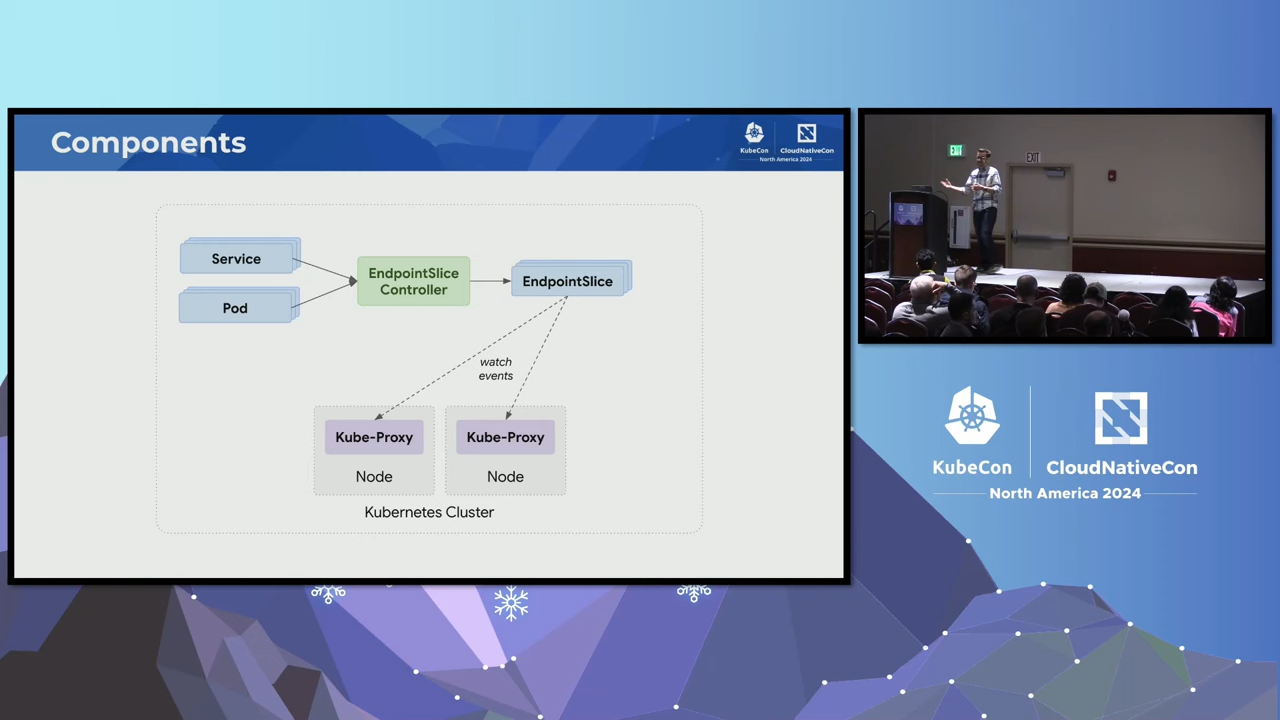 Components
KubeCon
CloudNativeCon
North America 2024
Service
Pod
EndpointSlice
Controller
EndpointSlice
watch
events
Kube-Proxy
Node
Kube-Proxy
Node
Kubernetes Cluster
EXIT
EXIT
KubeCon
CloudNativeCon
North America 2024